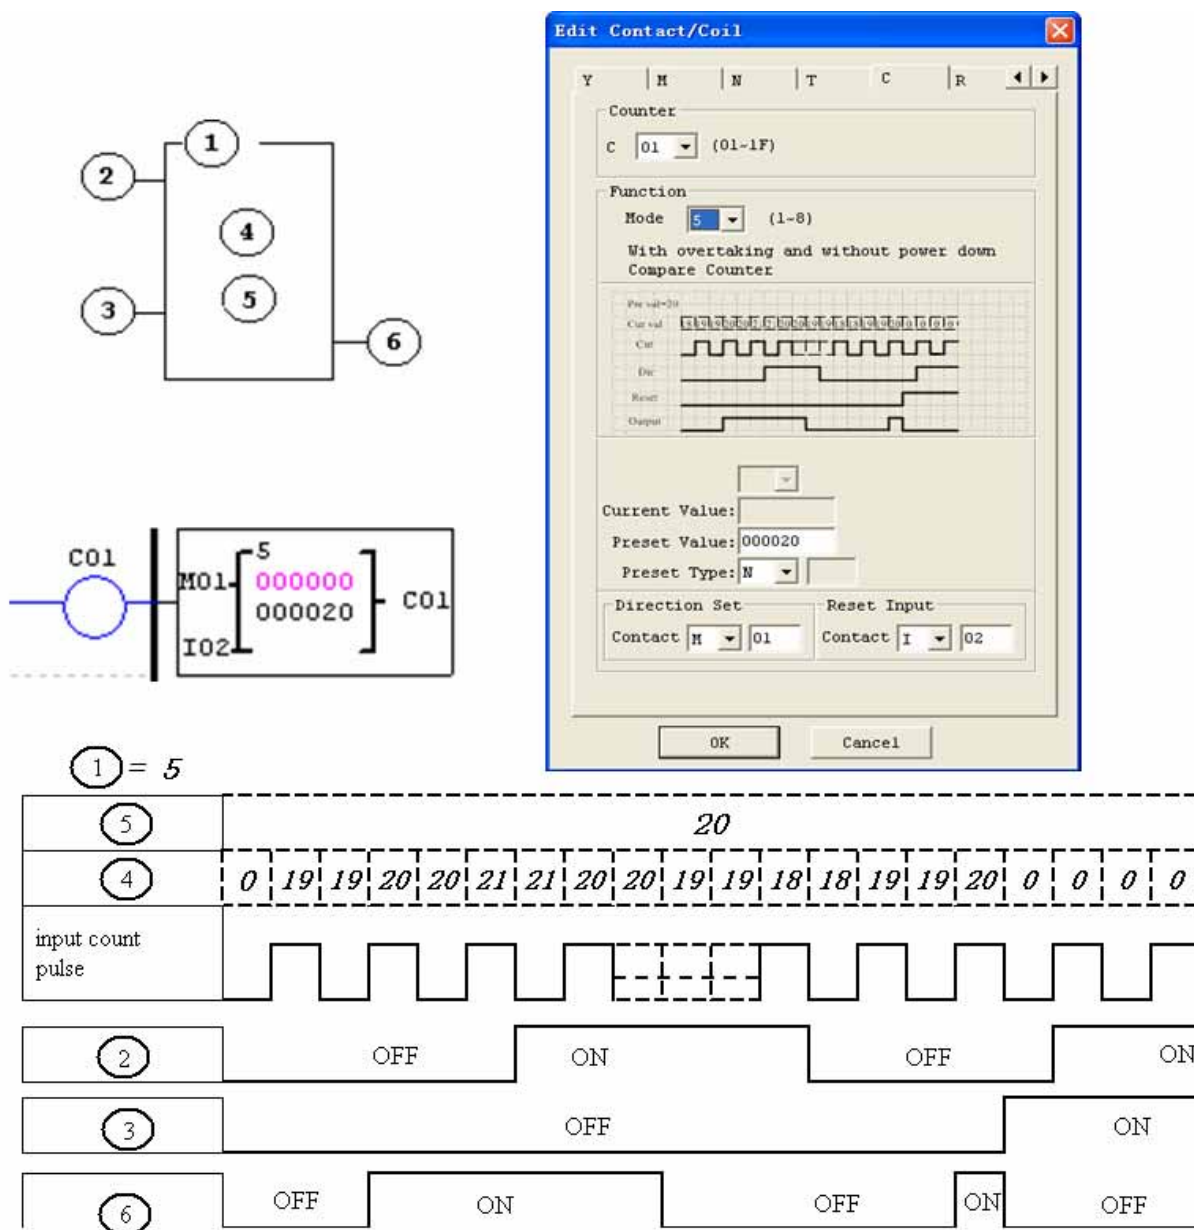 Edit Contact/Coil
Y M N T C R
Counter
C 01 (01~1F)
Function
Mode 5 (1-8)
With overtaking and without power down
Compare Counter
Pre val=20
Cur val
Cnt
Dir
Reset
Output
Current Value:
Preset Value: 000020
Preset Type: N
Direction Set
Contact M 01
Reset Input
Contact I 02
OK Cancel
1
2
4
3
5
6
C01
5
M01 000000
000020 C01
I02
1 = 5
5 20
4 0 19 19 20 20 21 21 20 20 19 19 18 18 19 19 20 0 0 0 0
input count
pulse
2 OFF ON OFF ON
3 OFF ON
6 OFF ON OFF ON OFF